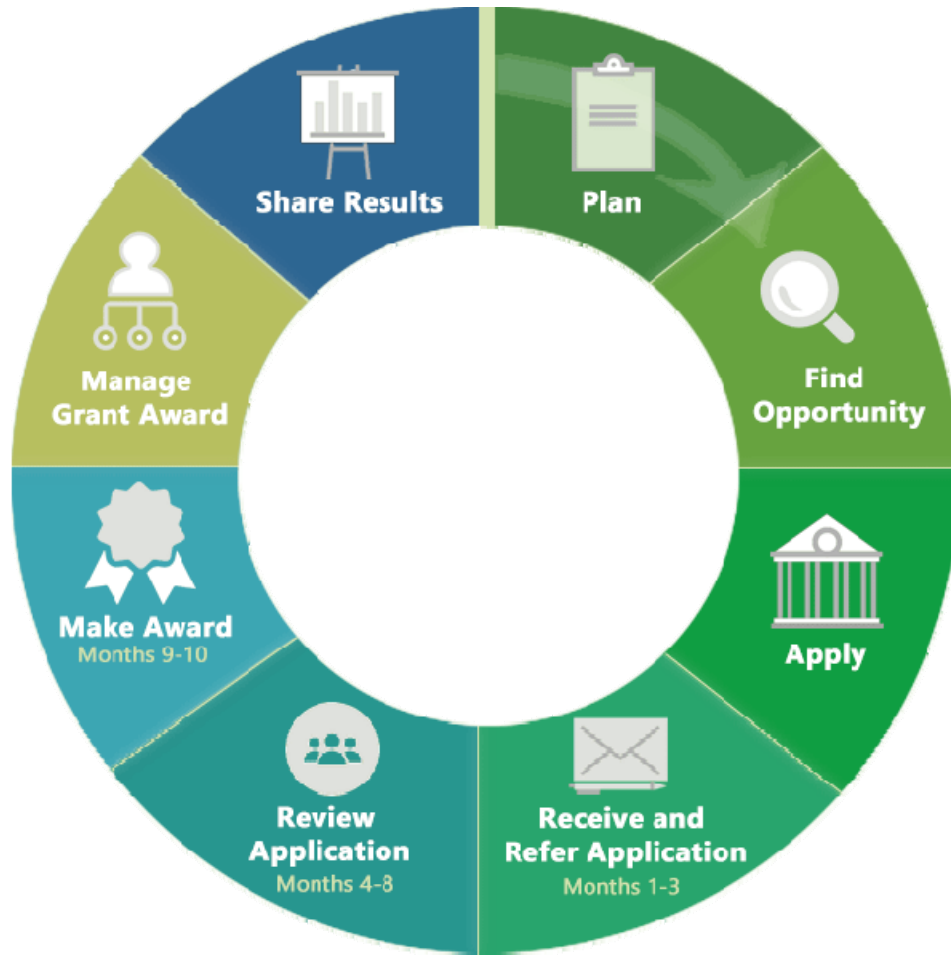 Plan
Find
Opportunity
Apply
Receive and
Refer Application
Months 1-3
Review
Application
Months 4-8
Make Award
Months 9-10
Manage
Grant Award
Share Results